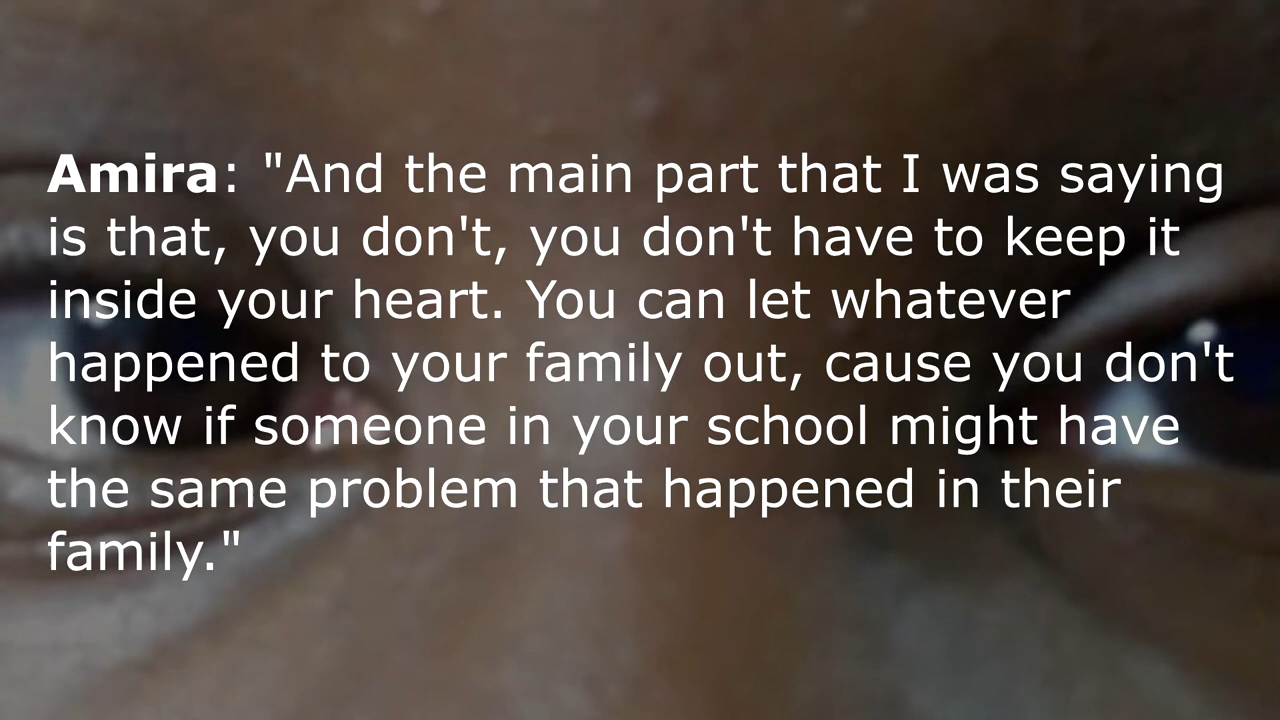 Amira: "And the main part that I was saying
is that, you don't, you don't have to keep it
inside your heart. You can let whatever
happened to your family out, cause you don't
know if someone in your school might have
the same problem that happened in their
family."